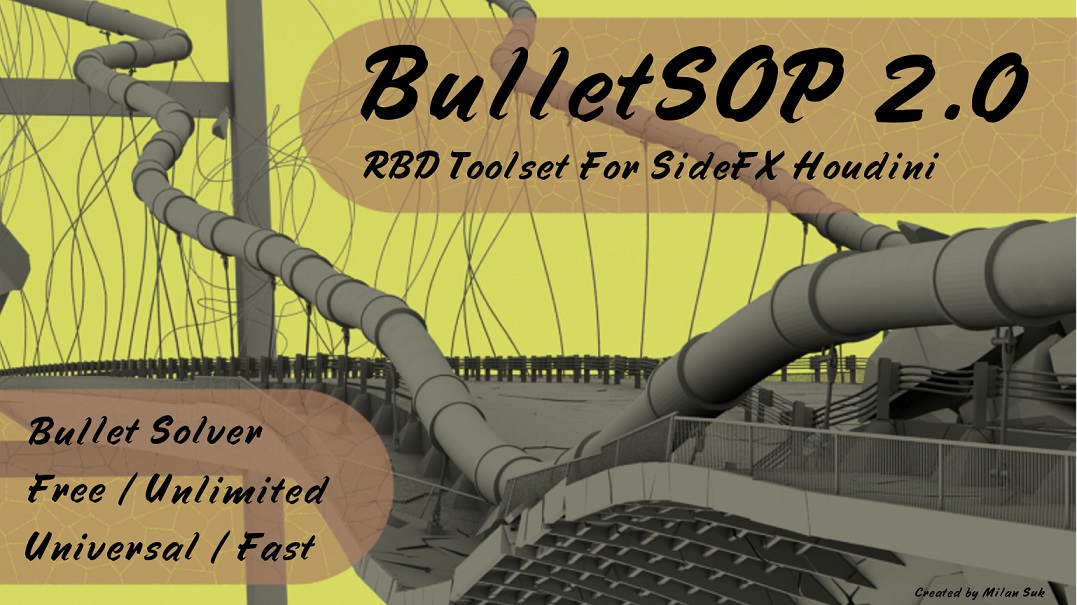 BulletSOP 2.0
RBD Toolset For SideFX Houdini
Bullet Solver
Free / Unlimited
Universal / Fast
Created by Milan Suk